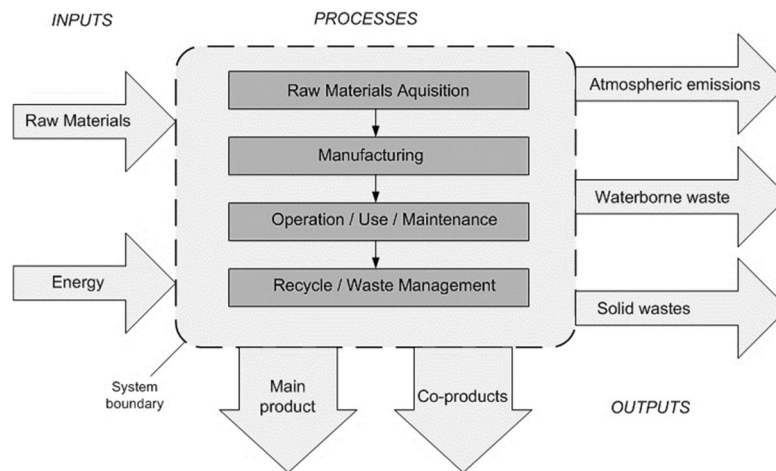 INPUTS
PROCESSES
Raw Materials
Energy
Raw Materials Aquisition
Manufacturing
Operation / Use / Maintenance
Recycle / Waste Management
Atmospheric emissions
Waterborne waste
Solid wastes
System
boundary
Main
product
Co-products
OUTPUTS